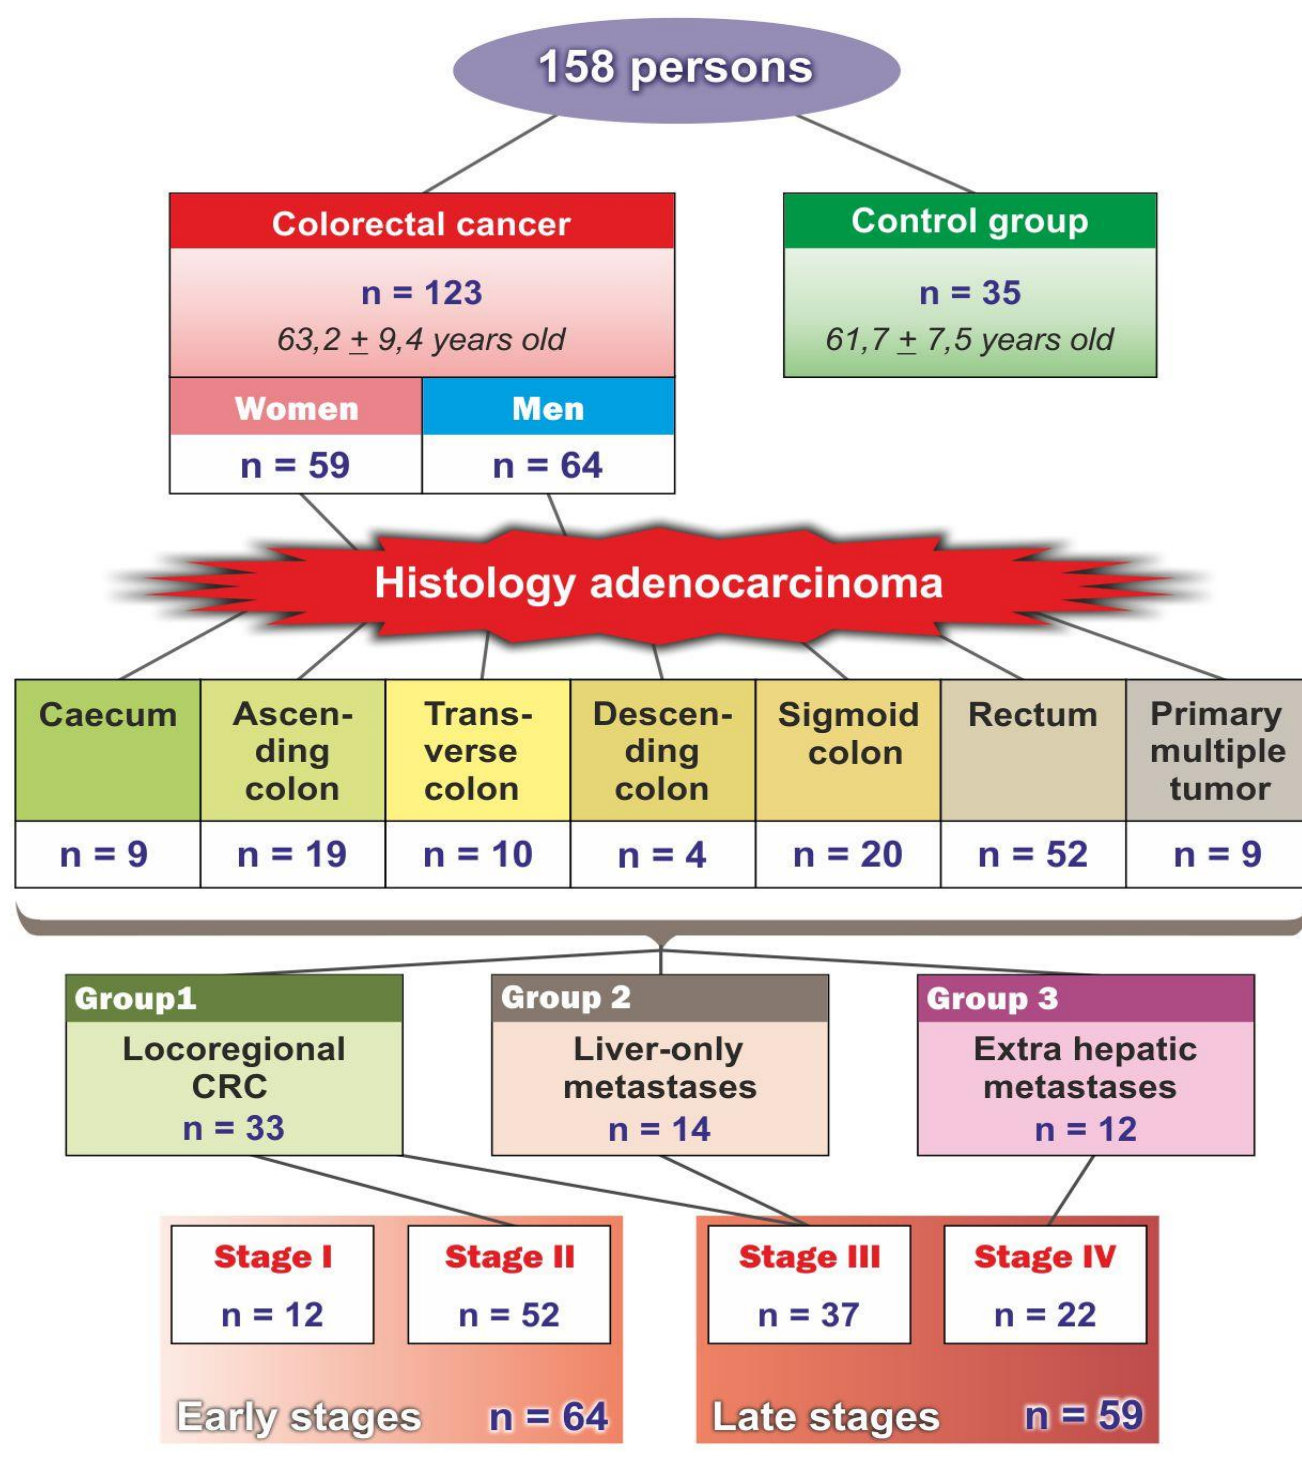 158 persons
Colorectal cancer
n = 123
63,2 ± 9,4 years old
Women
n = 59
Men
n = 64
Control group
n = 35
61,7 ± 7,5 years old
Histology adenocarcinoma
Caecum
n = 9
Ascen-
ding
colon
n = 19
Trans-
verse
colon
n = 10
Descen-
ding
colon
n = 4
Sigmoid
colon
n = 20
Rectum
n = 52
Primary
multiple
tumor
n = 9
Group1
Locoregional
CRC
n = 33
Group 2
Liver-only
metastases
n = 14
Group 3
Extra hepatic
metastases
n = 12
Stage I
n = 12
Stage II
n = 52
Early stages n = 64
Stage III
n = 37
Stage IV
n = 22
Late stages n = 59